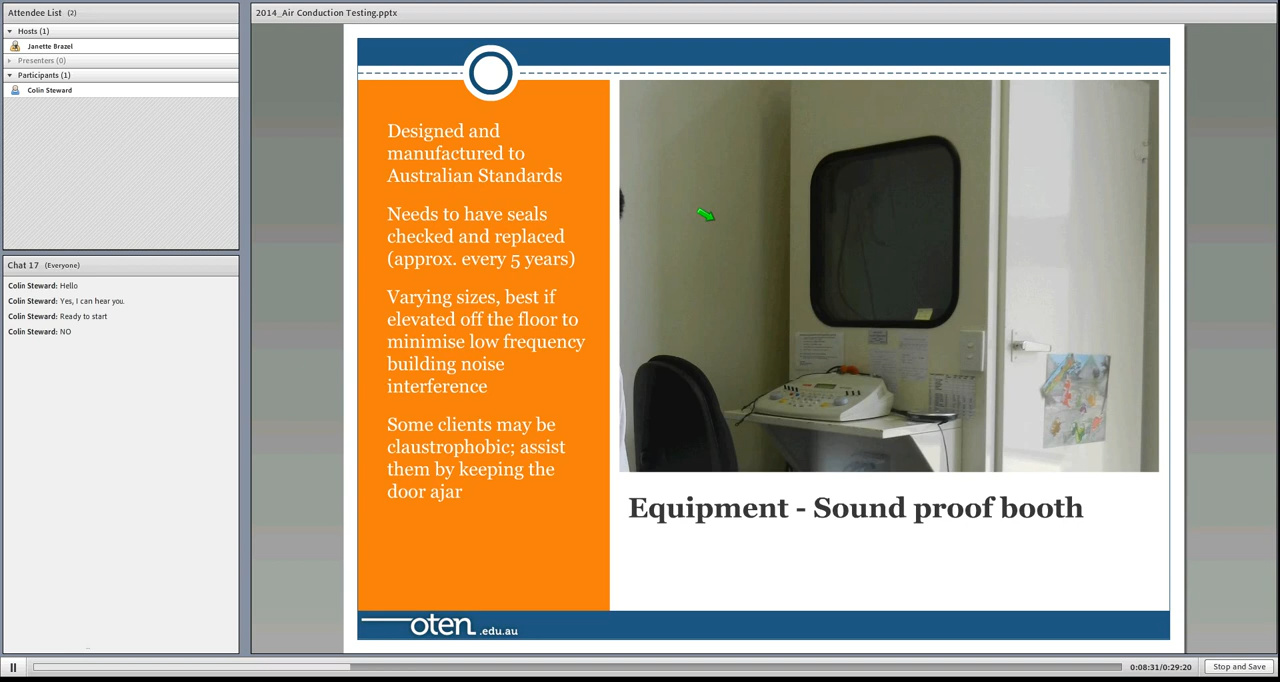 Attendee List (2)
Hosts (1)
Janette Brazel
Presenters (0)
Participants (1)
Colin Steward
Chat 17 (Everyone)
Colin Steward: Hello
Colin Steward: Yes, I can hear you.
Colin Steward: Ready to start
Colin Steward: NO
2014_Air Conduction Testing.pptx
Designed and
manufactured to
Australian Standards
Needs to have seals
checked and replaced
(approx. every 5 years)
Varying sizes, best if
elevated off the floor to
minimise low frequency
building noise
interference
Some clients may be
claustrophobic; assist
them by keeping the
door ajar
Equipment - Sound proof booth
oten.edu.au
0:08:31/0:29:20
Stop and Save